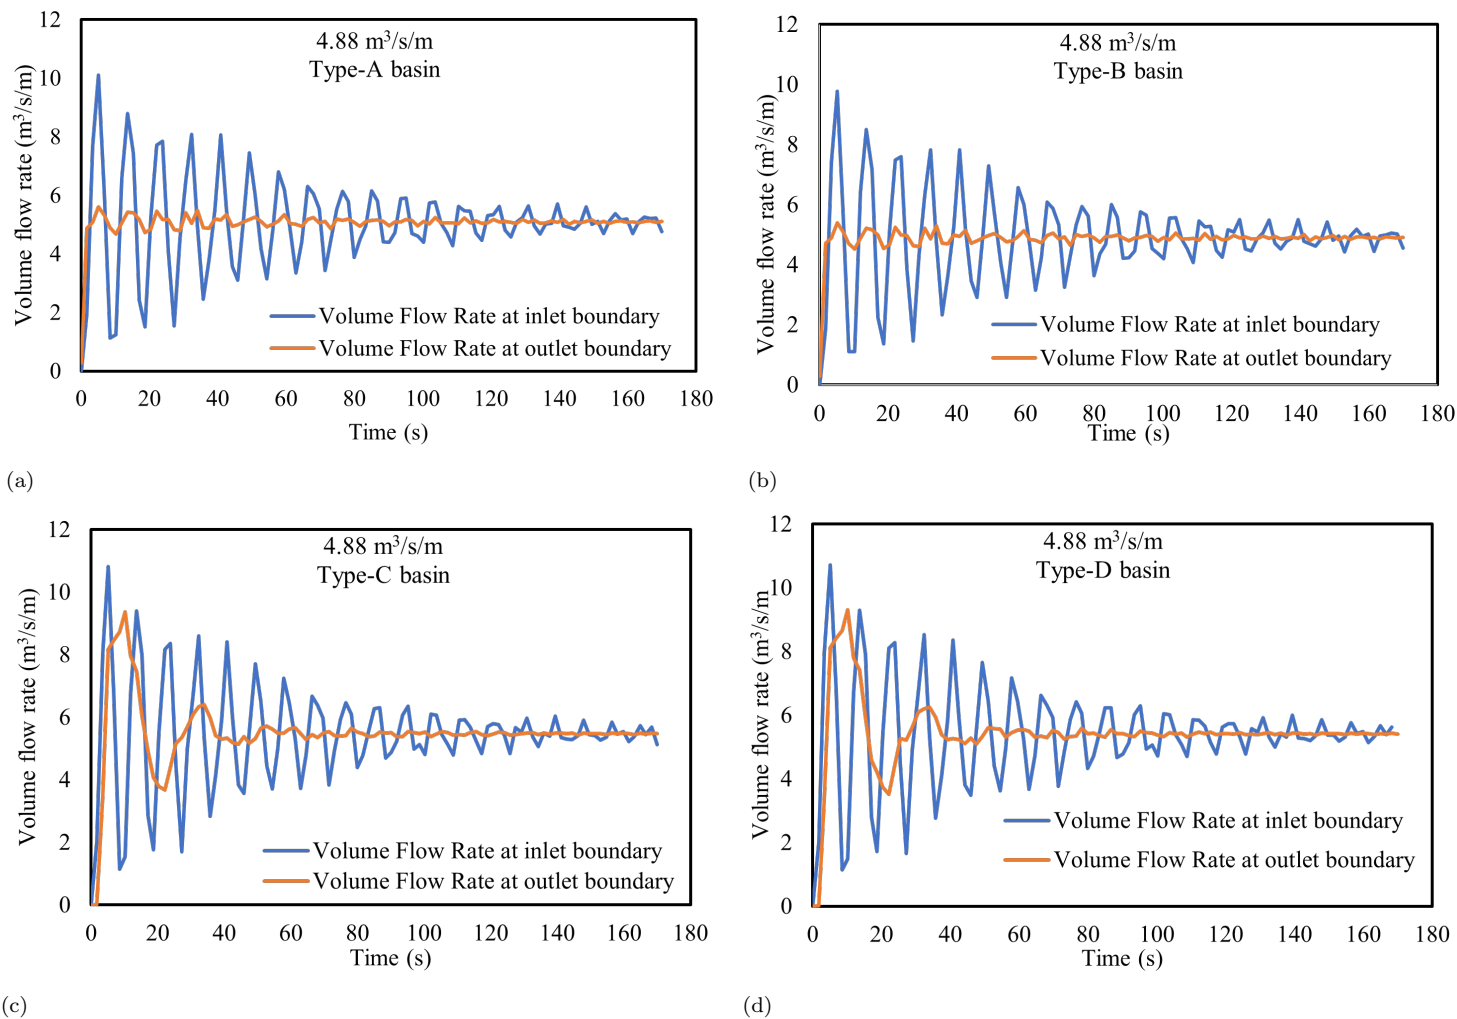 4.88 m³/s/m
Type-A basin
Volume flow rate (m³/s/m)
12
10
8
6
4
2
0
Volume Flow Rate at inlet boundary
Volume Flow Rate at outlet boundary
0 20 40 60 80 100 120 140 160 180
Time (s)
(a)
4.88 m³/s/m
Type-B basin
Volume flow rate (m³/s/m)
12
10
8
6
4
2
0
Volume Flow Rate at inlet boundary
Volume Flow Rate at outlet boundary
0 20 40 60 80 100 120 140 160 180
Time (s)
(b)
4.88 m³/s/m
Type-C basin
Volume flow rate (m³/s/m)
12
10
8
6
4
2
0
Volume Flow Rate at inlet boundary
Volume Flow Rate at outlet boundary
0 20 40 60 80 100 120 140 160 180
Time (s)
(c)
4.88 m³/s/m
Type-D basin
Volume flow rate (m³/s/m
12
10
8
6
4
2
0
Volume Flow Rate at inlet boundary
Volume Flow Rate at outlet boundary
0 20 40 60 80 100 120 140 160 180
Time (s)
(d)